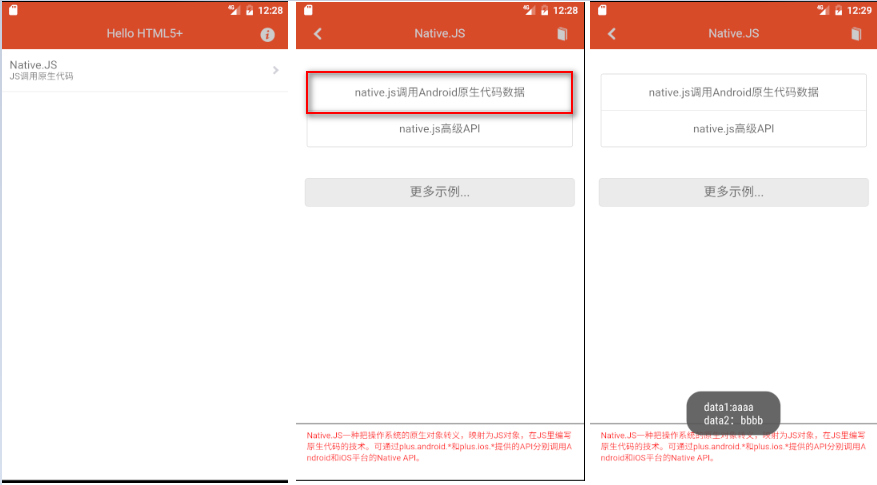 12:28
Hello HTML5+
Native.JS
JS调用原生代码
12:28
Native.JS
native.js调用Android原生代码数据
native.js高级API
更多示例...
Native.JS一种把操作系统的原生对象转义，映射为JS对象，在JS里编写
原生代码的技术。可通过plus.android.*和plus.ios.*提供的API分别调用A
ndroid和iOS平台的Native API。
12:29
Native.JS
native.js调用Android原生代码数据
native.js高级API
更多示例...
data1:aaaa
data2：bbbb
Native.JS一种把操作系统的原生对象转义，映射为JS对象，在JS里编写
原生代码的技术。可通过plus.android.*和plus.ios.*提供的API分别调用A
ndroid和iOS平台的Native API。